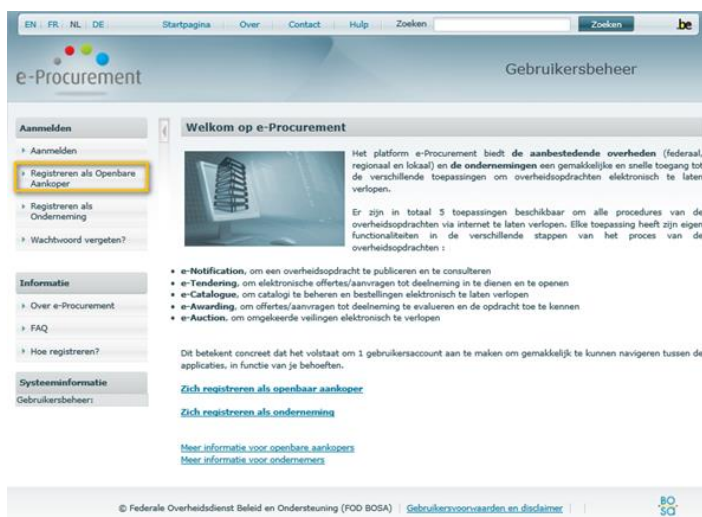 EN FR NL DE Startpagina Over Contact Hulp Zoeken Zoeken .be
e-Procurement
Gebruikersbeheer
Aanmelden
Aanmelden
Registreren als Openbare
Aankoper
Registreren als
Onderneming
Wachtwoord vergeten?
Informatie
Over e-Procurement
FAQ
Hoe registreren?
Systeeminformatie
Gebruikersbeheer:
Welkom op e-Procurement
Het platform e-Procurement biedt de aanbestedende overheden (federaal,
regionaal en lokaal) en de ondernemingen een gemakkelijke en snelle toegang tot
de verschillende toepassingen om overheidsopdrachten elektronisch te laten
verlopen.
Er zijn in totaal 5 toepassingen beschikbaar om alle procedures van de
overheidsopdrachten via internet te laten verlopen. Elke toepassing heeft zijn eigen
functionaliteiten in de verschillende stappen van het proces van de
overheidsopdrachten :
• e-Notification, om een overheidsopdracht te publiceren en te consulteren
• e-Tendering, om elektronische offertes/aanvragen tot deelneming in te dienen en te openen
• e-Catalogue, om catalogi te beheren en bestellingen elektronisch te laten verlopen
• e-Awarding, om offertes/aanvragen tot deelneming te evalueren en de opdracht toe te kennen
• e-Auction, om omgekeerde veilingen elektronisch te verlopen
Dit betekent concreet dat het volstaat om 1 gebruikersaccount aan te maken om gemakkelijk te kunnen navigeren tussen de
applicaties, in functie van je behoeften.
Zich registreren als openbaar aankoper
Zich registreren als onderneming
Meer informatie voor openbare aankopers
Meer informatie voor ondernemers
© Federale Overheidsdienst Beleid en Ondersteuning (FOD BOSA) | Gebruikersvoorwaarden en disclaimer | |
BO
sa